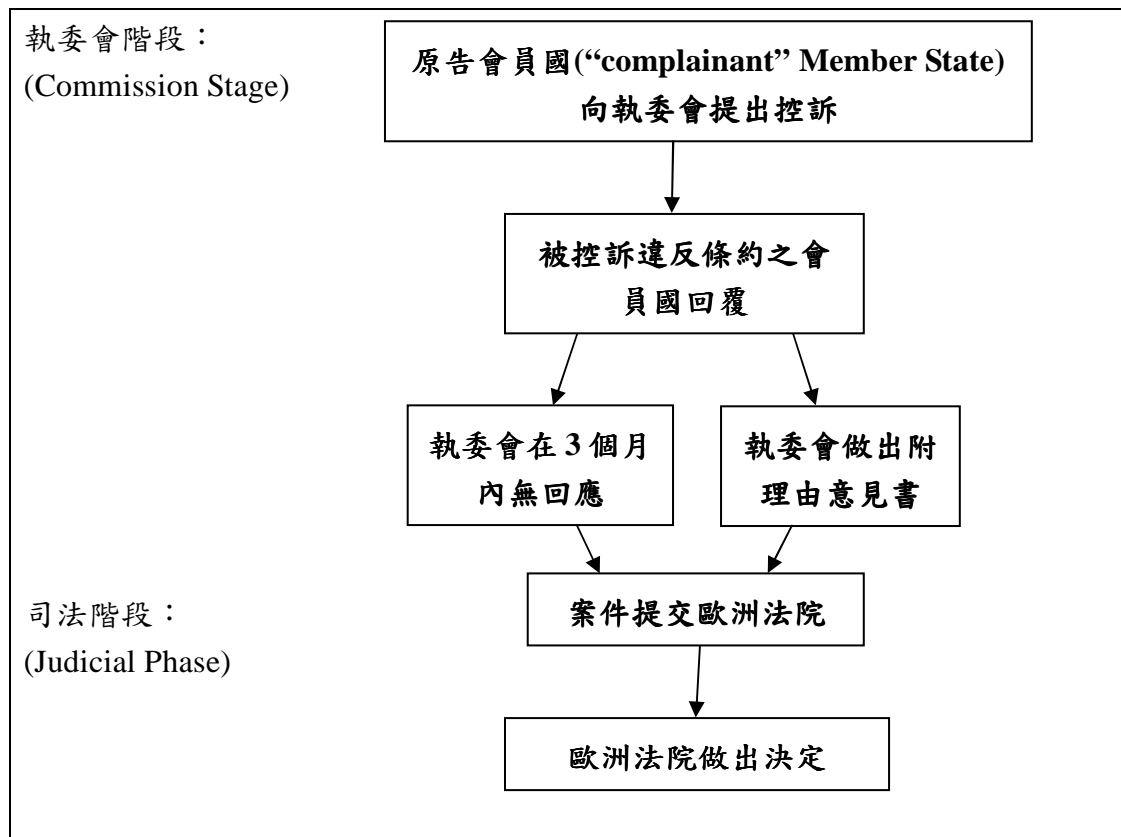 執委會階段：
(Commission Stage)
原告會員國(“complainant” Member State)
向執委會提出控訴
被控訴違反條約之會
員國回覆
執委會在 3 個月
內無回應
執委會做出附
理由意見書
司法階段：
(Judicial Phase)
案件提交歐洲法院
歐洲法院做出決定